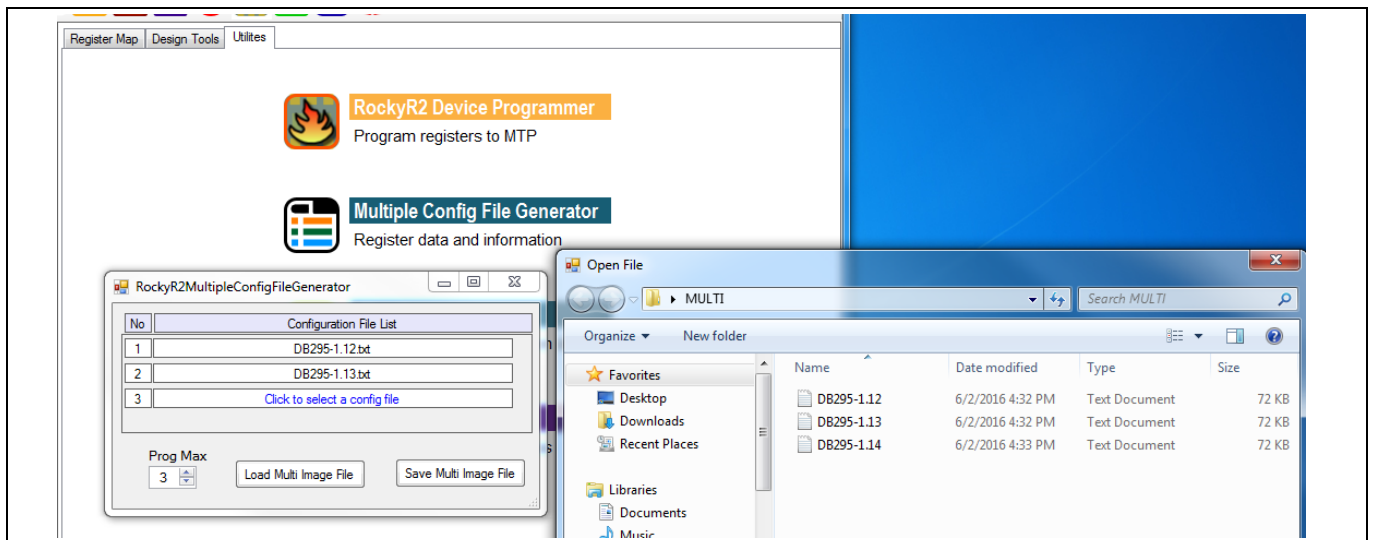 Register Map Design Tools Utilites
RockyR2 Device Programmer
Program registers to MTP
Multiple Config File Generator
Register data and information
RockyR2MultipleConfigFileGenerator
No Configuration File List
1 DB295-1.12.txt
2 DB295-1.13.txt
3 Click to select a config file
Prog Max
3
Load Multi Image File
Save Multi Image File
Open File
MULTI
Search MULTI
Organize New folder
Favorites
Desktop
Downloads
Recent Places
Libraries
Documents
Music
Name Date modified Type Size
DB295-1.12 6/2/2016 4:32 PM Text Document 72 KB
DB295-1.13 6/2/2016 4:32 PM Text Document 72 KB
DB295-1.14 6/2/2016 4:33 PM Text Document 72 KB